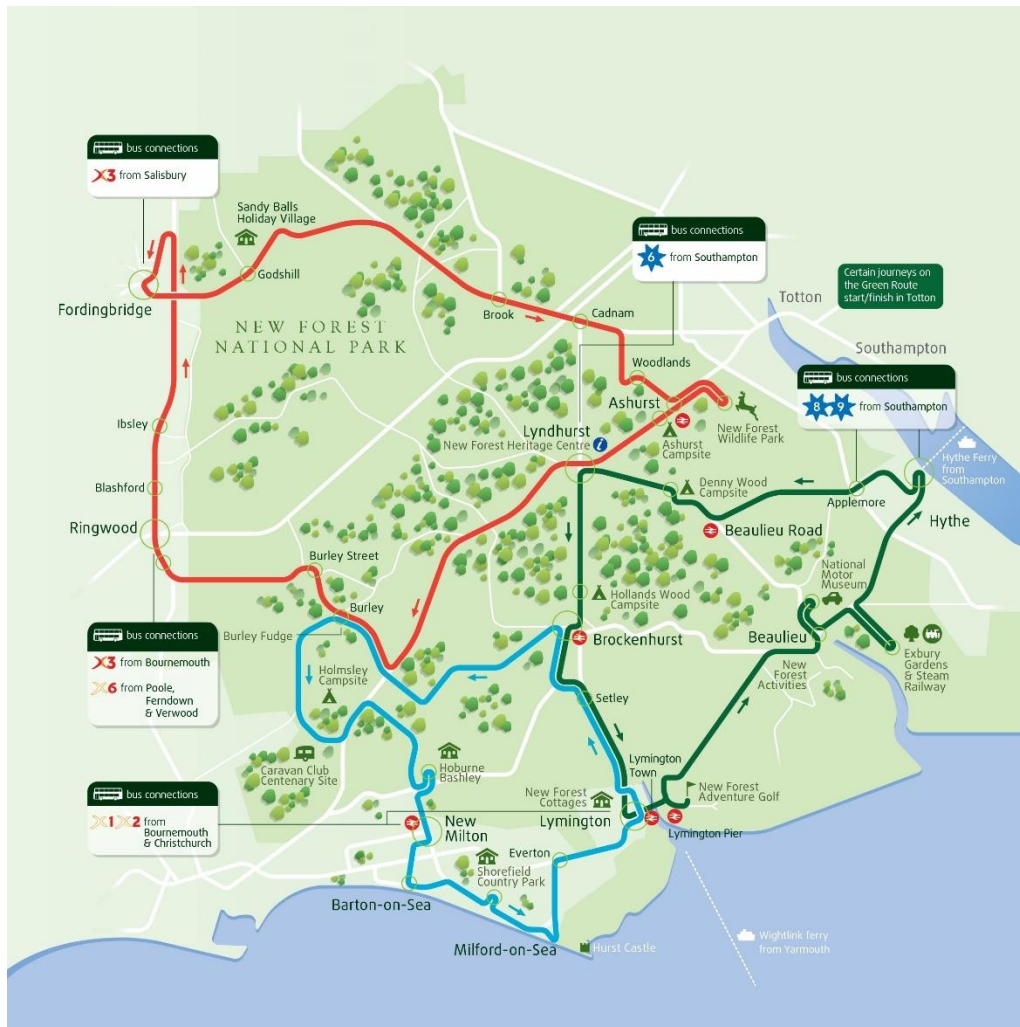 bus connections
X3 from Salisbury
Sandy Balls
Holiday Village
Godshill
Fordingbridge
NEW FOREST
NATIONAL PARK
bus connections
6 from Southampton
Certain journeys on
the Green Route
start/finish in Totton
Totton
Southampton
Brook
Cadnam
Woodlands
Ashurst
New Forest
Wildlife Park
Ashurst
Campsite
Lyndhurst
New Forest Heritage Centre i
bus connections
8 9 from Southampton
Hythe Ferry
from
Southampton
Ibsley
Blashford
Ringwood
Denny Wood
Campsite
Applemore
Hythe
Beaulieu Road
Burley Street
Burley
Burley Fudge
Hollands Wood
Campsite
National
Motor
Museum
Brockenhurst
Beaulieu
Exbury
Gardens
& Steam
Railway
New
Forest
Activities
bus connections
X3 from Bournemouth
X6 from Poole,
Ferndown
& Verwood
Holmsley
Campsite
Setley
Caravan Club
Centenary Site
Hoburne
Bashley
Lymington
Town
New Forest
Cottages
Lymington
New Forest
Adventure Golf
Lymington Pier
bus connections
X1 X2 from
Bournemouth
& Christchurch
New
Milton
Everton
Shorefield
Country Park
Barton-on-Sea
Milford-on-Sea
Hurst Castle
Wightlink ferry
from Yarmouth